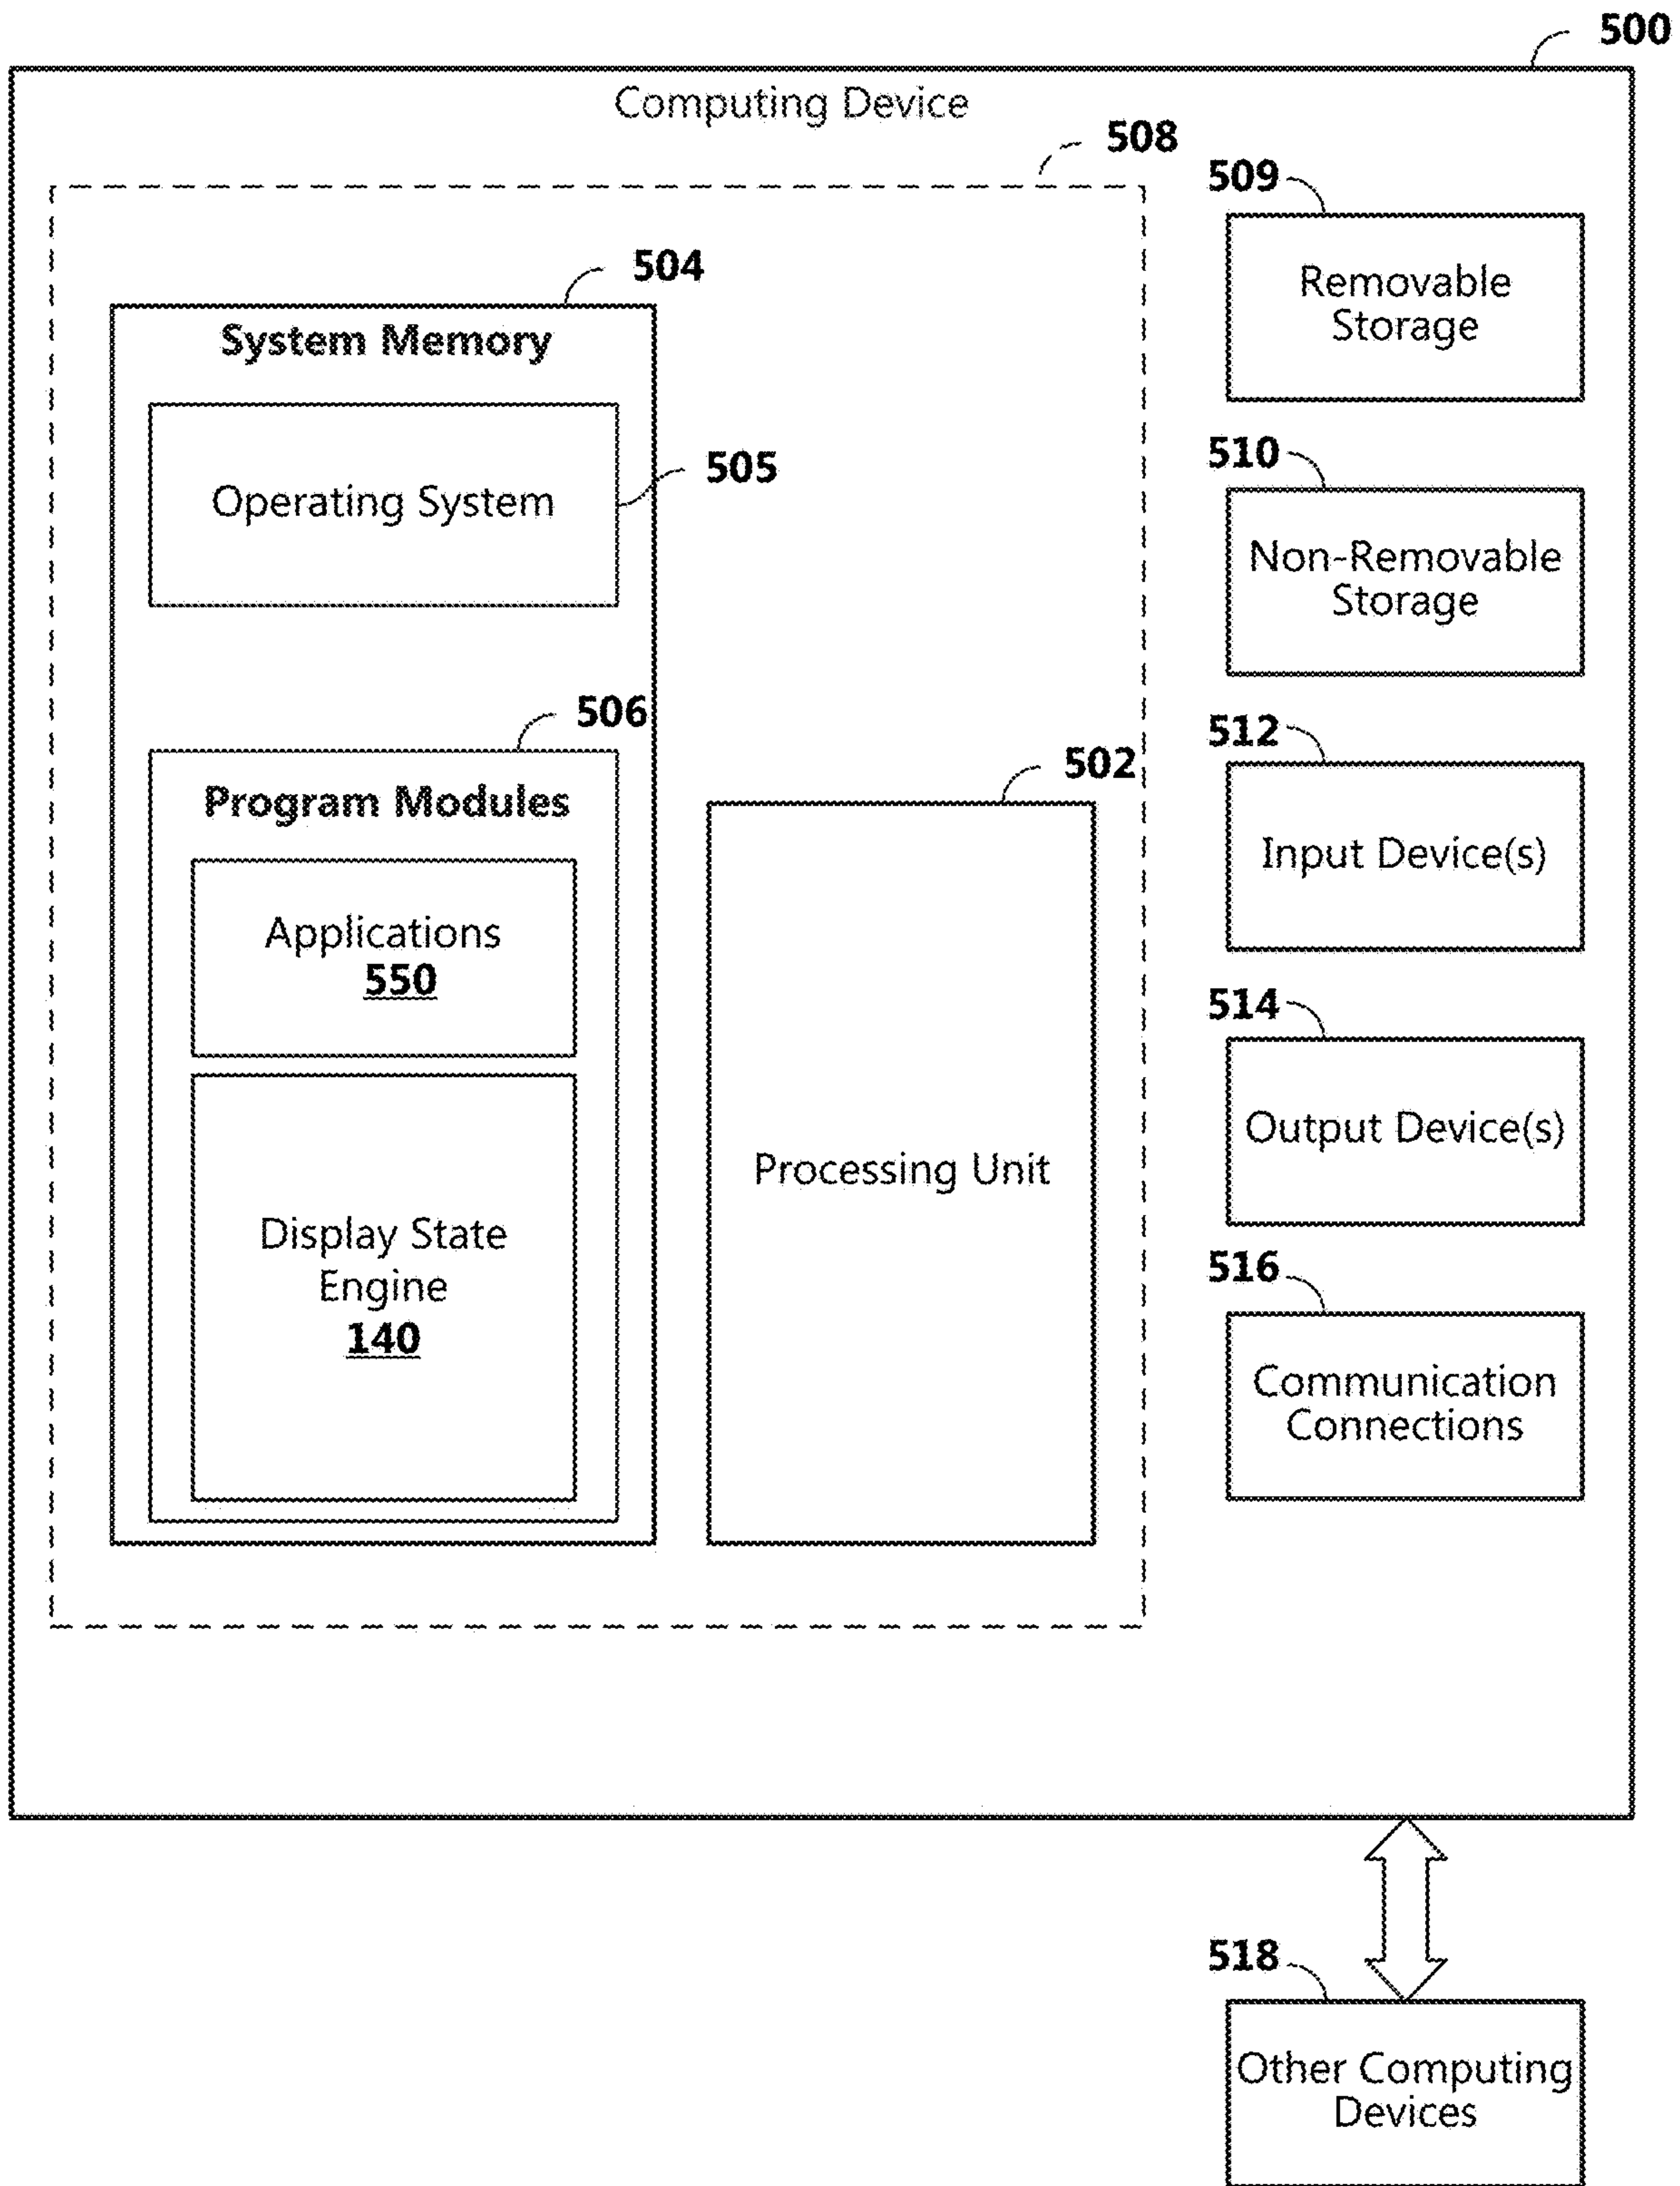 500
Computing Device
508
504
System Memory
Operating System
505
506
Program Modules
Applications
550
Display State
Engine
140
502
Processing Unit
509
Removable
Storage
510
Non-Removable
Storage
512
Input Device(s)
514
Output Device(s)
516
Communication
Connections
518
Other Computing
Devices